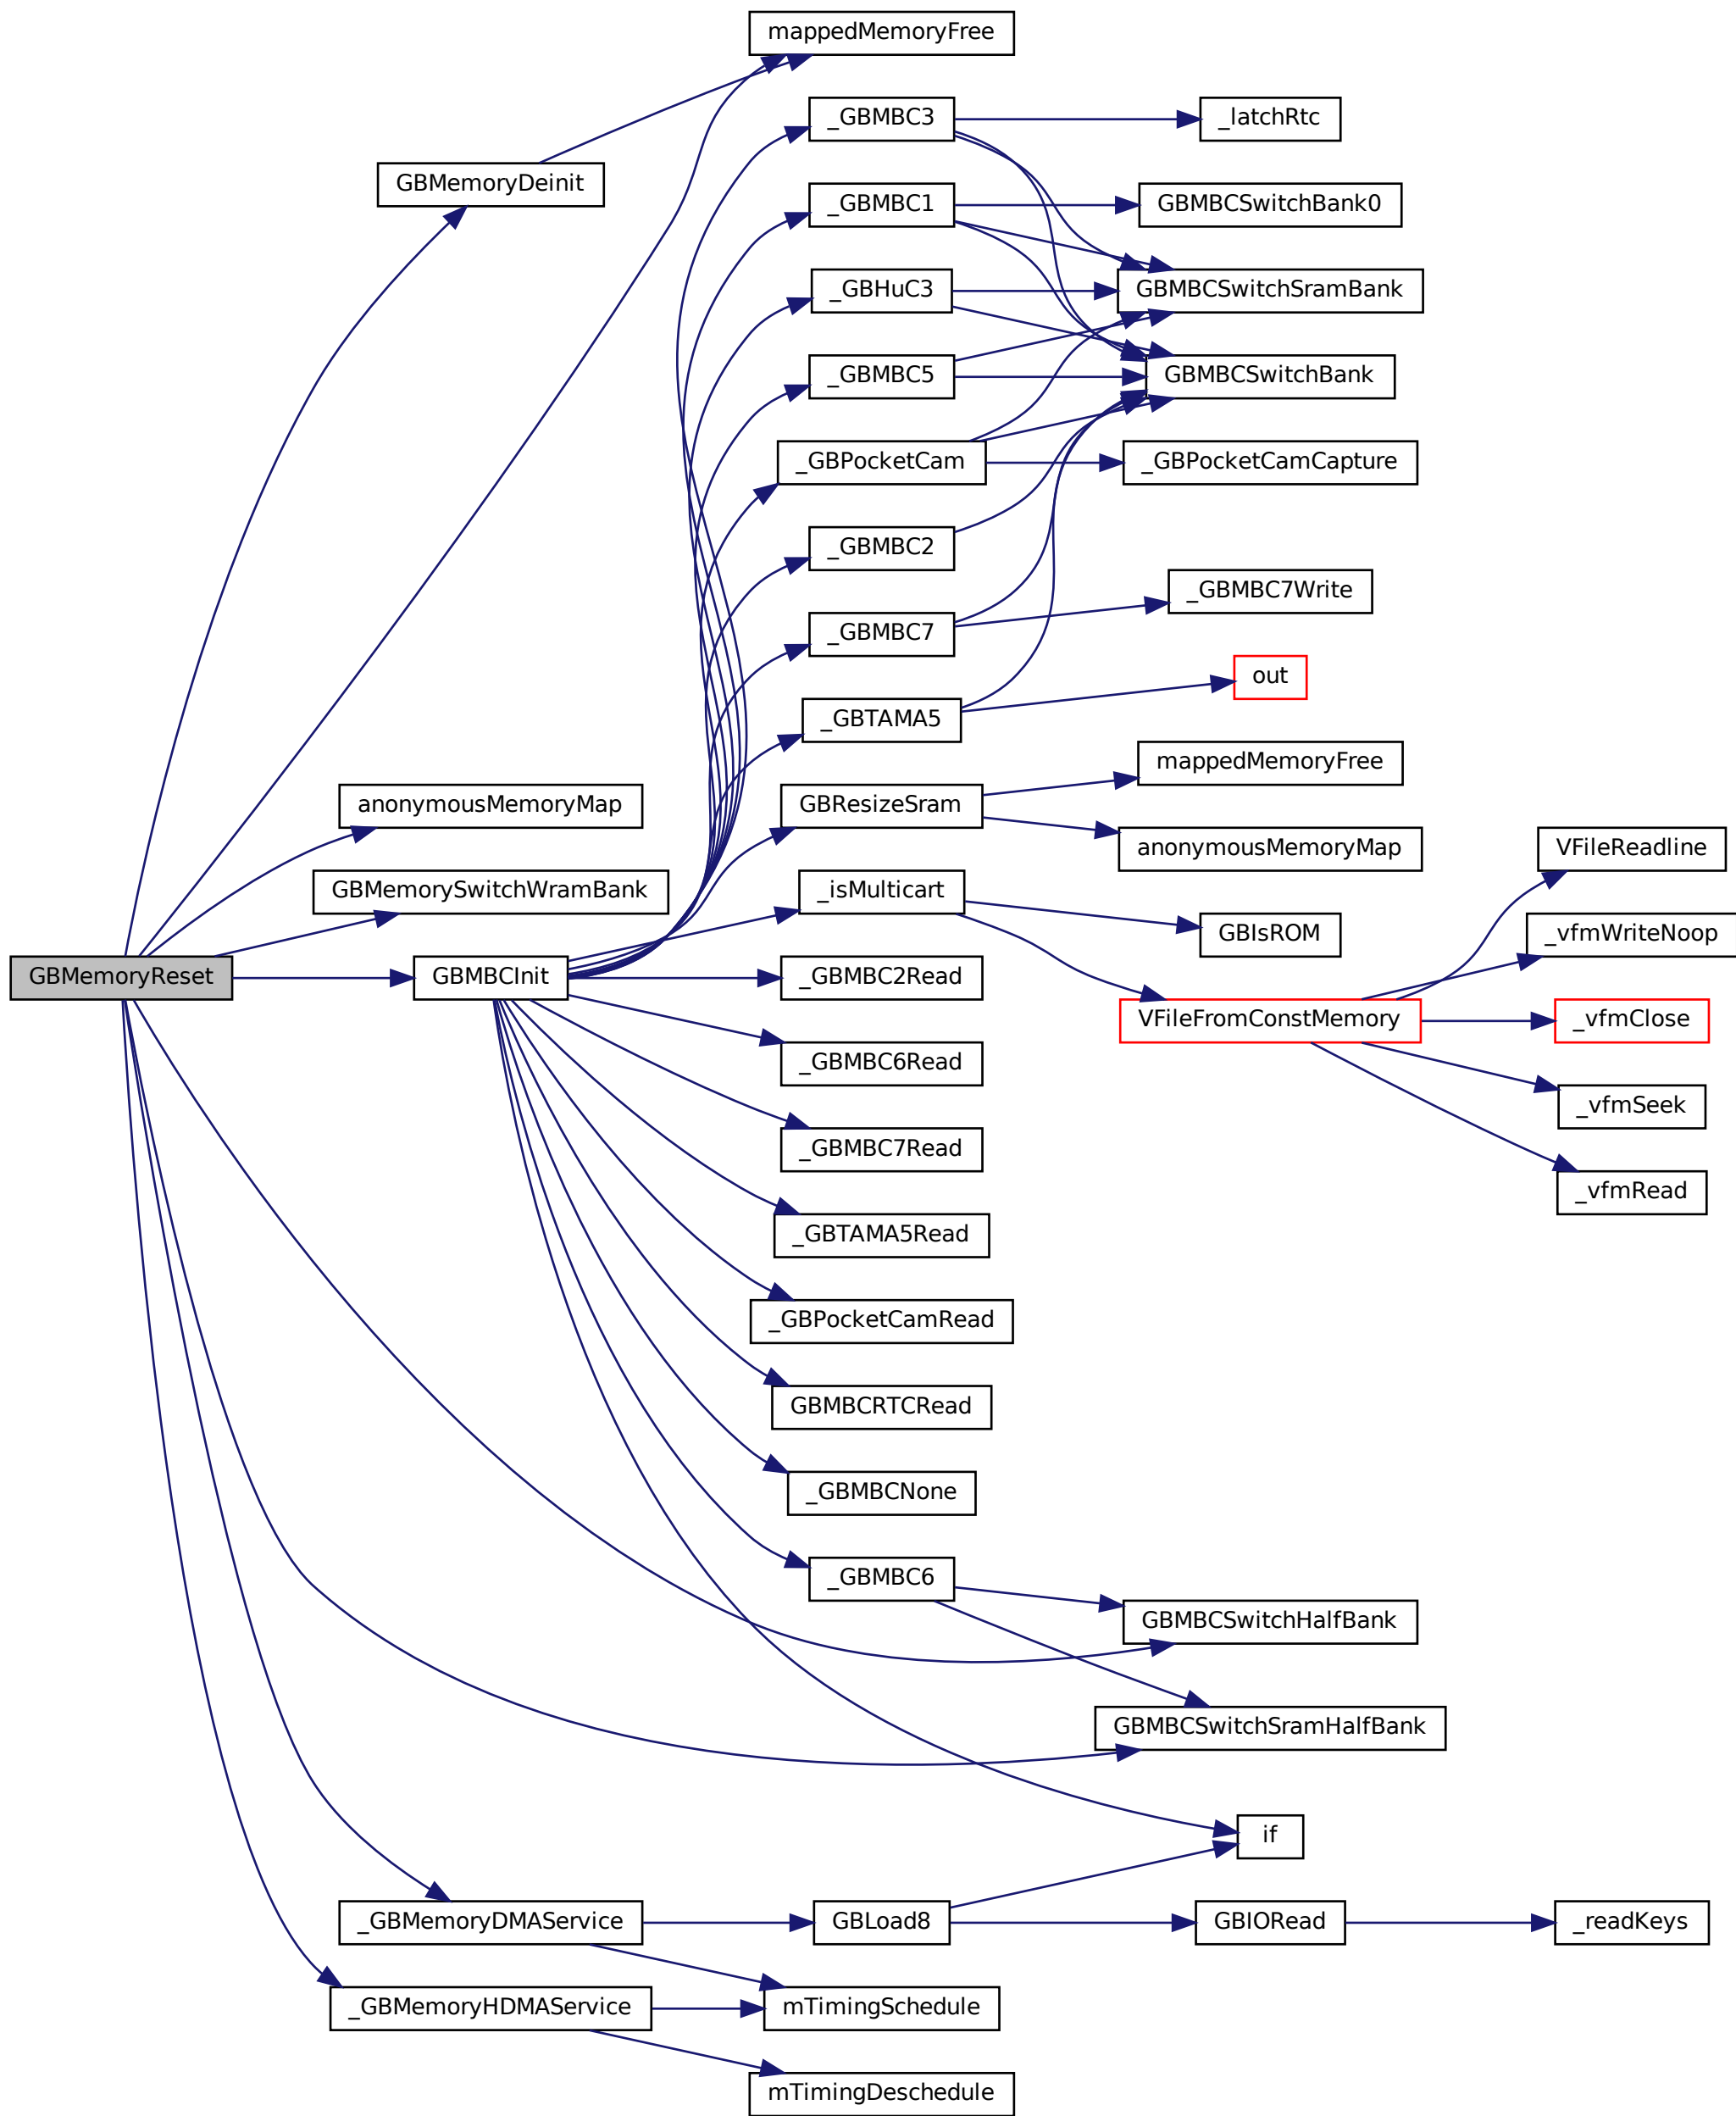 mappedMemoryFree
_GBMBC3
_latchRtc
GBMemoryDeinit
_GBMBC1
GBMBCSwitchBank0
_GBHuC3
GBMBCSwitchSramBank
_GBMBC5
GBMBCSwitchBank
_GBPocketCam
_GBPocketCamCapture
_GBMBC2
_GBMBC7
_GBMBC7Write
_GBTAMA5
out
anonymousMemoryMap
GBResizeSram
mappedMemoryFree
anonymousMemoryMap
VFileReadline
GBMemorySwitchWramBank
_isMulticart
GBIsROM
_vfmWriteNoop
GBMemoryReset
GBMBCInit
_GBMBC2Read
VFileFromConstMemory
_vfmClose
_GBMBC6Read
_vfmSeek
_GBMBC7Read
_vfmRead
_GBTAMA5Read
_GBPocketCamRead
GBMBCRTCRead
_GBMBCNone
_GBMBC6
GBMBCSwitchHalfBank
GBMBCSwitchSramHalfBank
if
_GBMemoryDMAService
GBLoad8
GBIORead
_readKeys
_GBMemoryHDMAService
mTimingSchedule
mTimingDeschedule